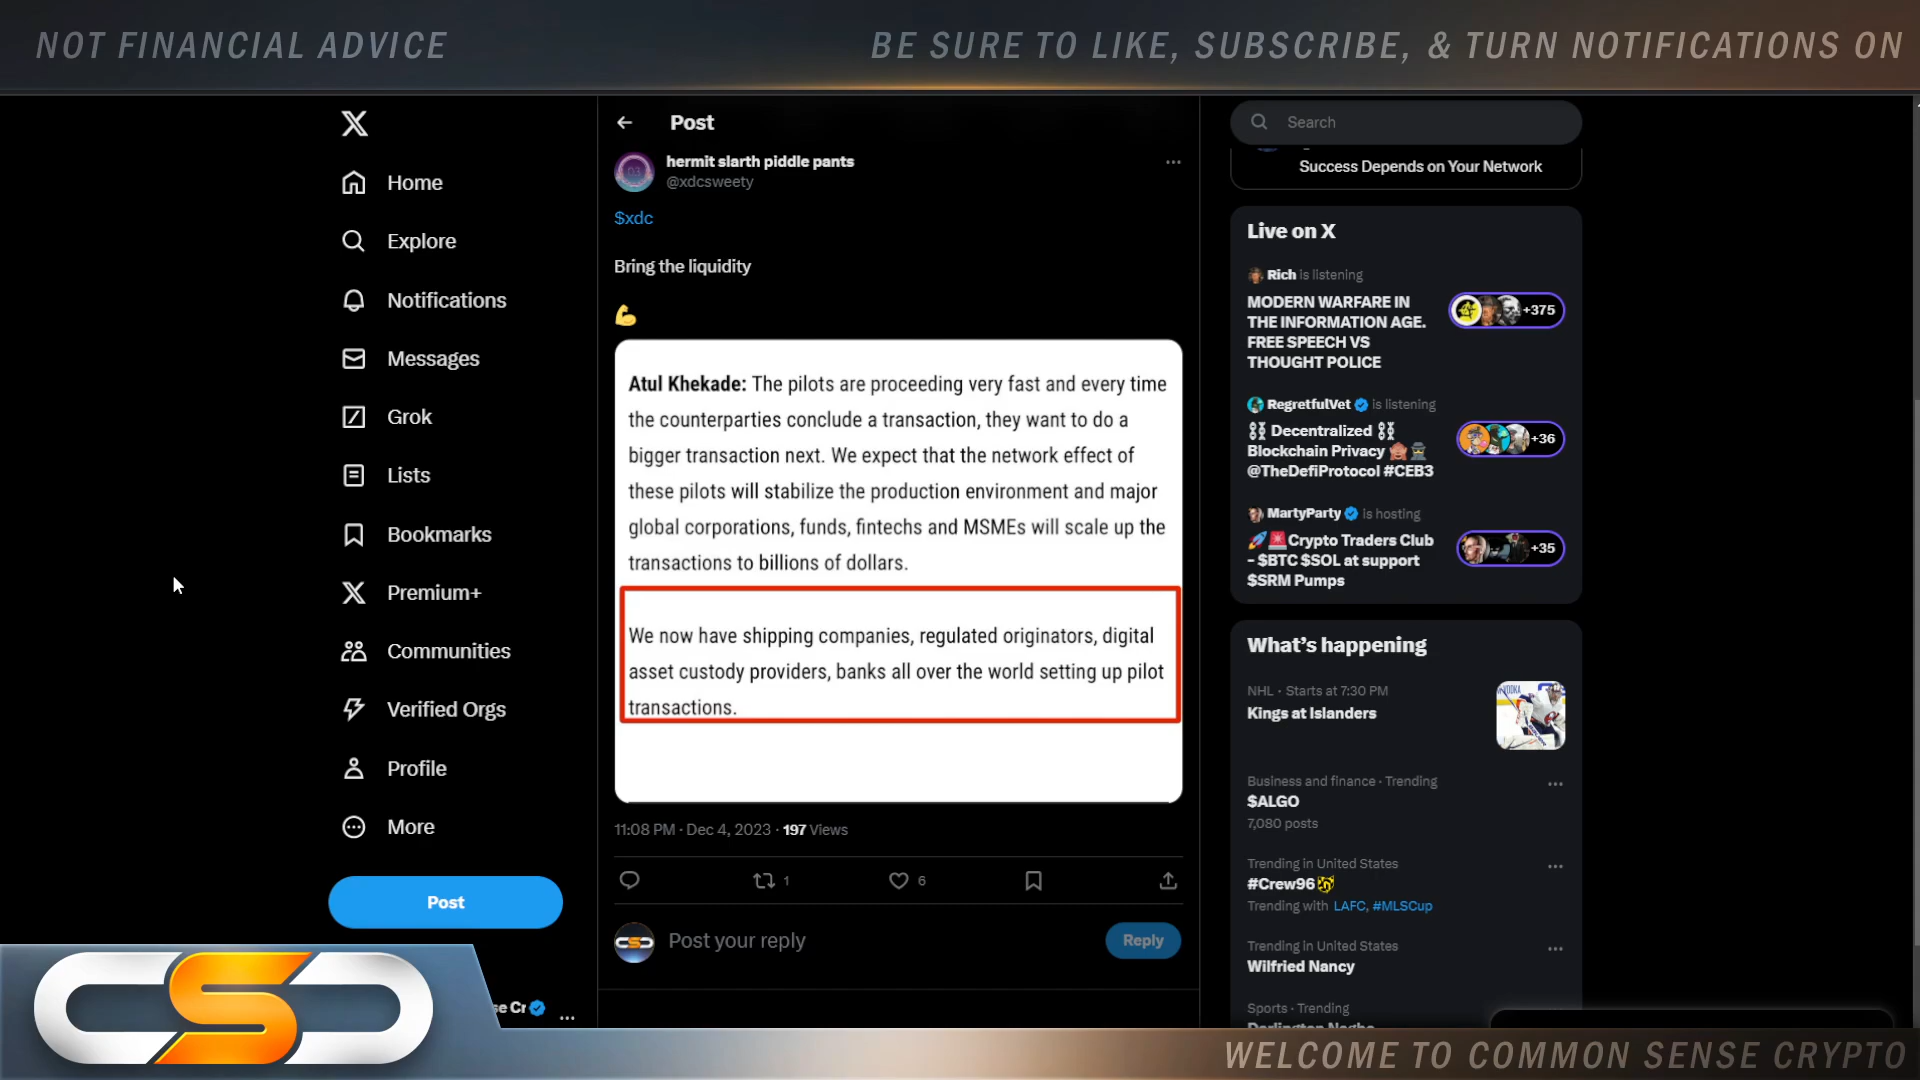 NOT FINANCIAL ADVICE
BE SURE TO LIKE, SUBSCRIBE, & TURN NOTIFICATIONS ON
Home
Explore
Notifications
Messages
Grok
Lists
Bookmarks
Premium+
Communities
Verified Orgs
Profile
More
Post
se Cr
CSC
Post
hermit slarth piddle pants
@xdcsweety
$xdc
Bring the liquidity
💪
Atul Khekade: The pilots are proceeding very fast and every time
the counterparties conclude a transaction, they want to do a
bigger transaction next. We expect that the network effect of
these pilots will stabilize the production environment and major
global corporations, funds, fintechs and MSMEs will scale up the
transactions to billions of dollars.
We now have shipping companies, regulated originators, digital
asset custody providers, banks all over the world setting up pilot
transactions.
11:08 PM · Dec 4, 2023 · 197 Views
1
6
Post your reply
Reply
Search
Success Depends on Your Network
Live on X
Rich is listening
MODERN WARFARE IN
THE INFORMATION AGE.
FREE SPEECH VS
THOUGHT POLICE
+375
RegretfulVet is listening
⛓️ Decentralized ⛓️
Blockchain Privacy
@TheDefiProtocol #CEB3
+36
MartyParty is hosting
🚀🚨Crypto Traders Club
- $BTC $SOL at support
$SRM Pumps
+35
What's happening
NHL · Starts at 7:30 PM
Kings at Islanders
Business and finance · Trending
$ALGO
7,080 posts
Trending in United States
#Crew96
Trending with LAFC, #MLSCup
Trending in United States
Wilfried Nancy
Sports · Trending
WELCOME TO COMMON SENSE CRYPTO